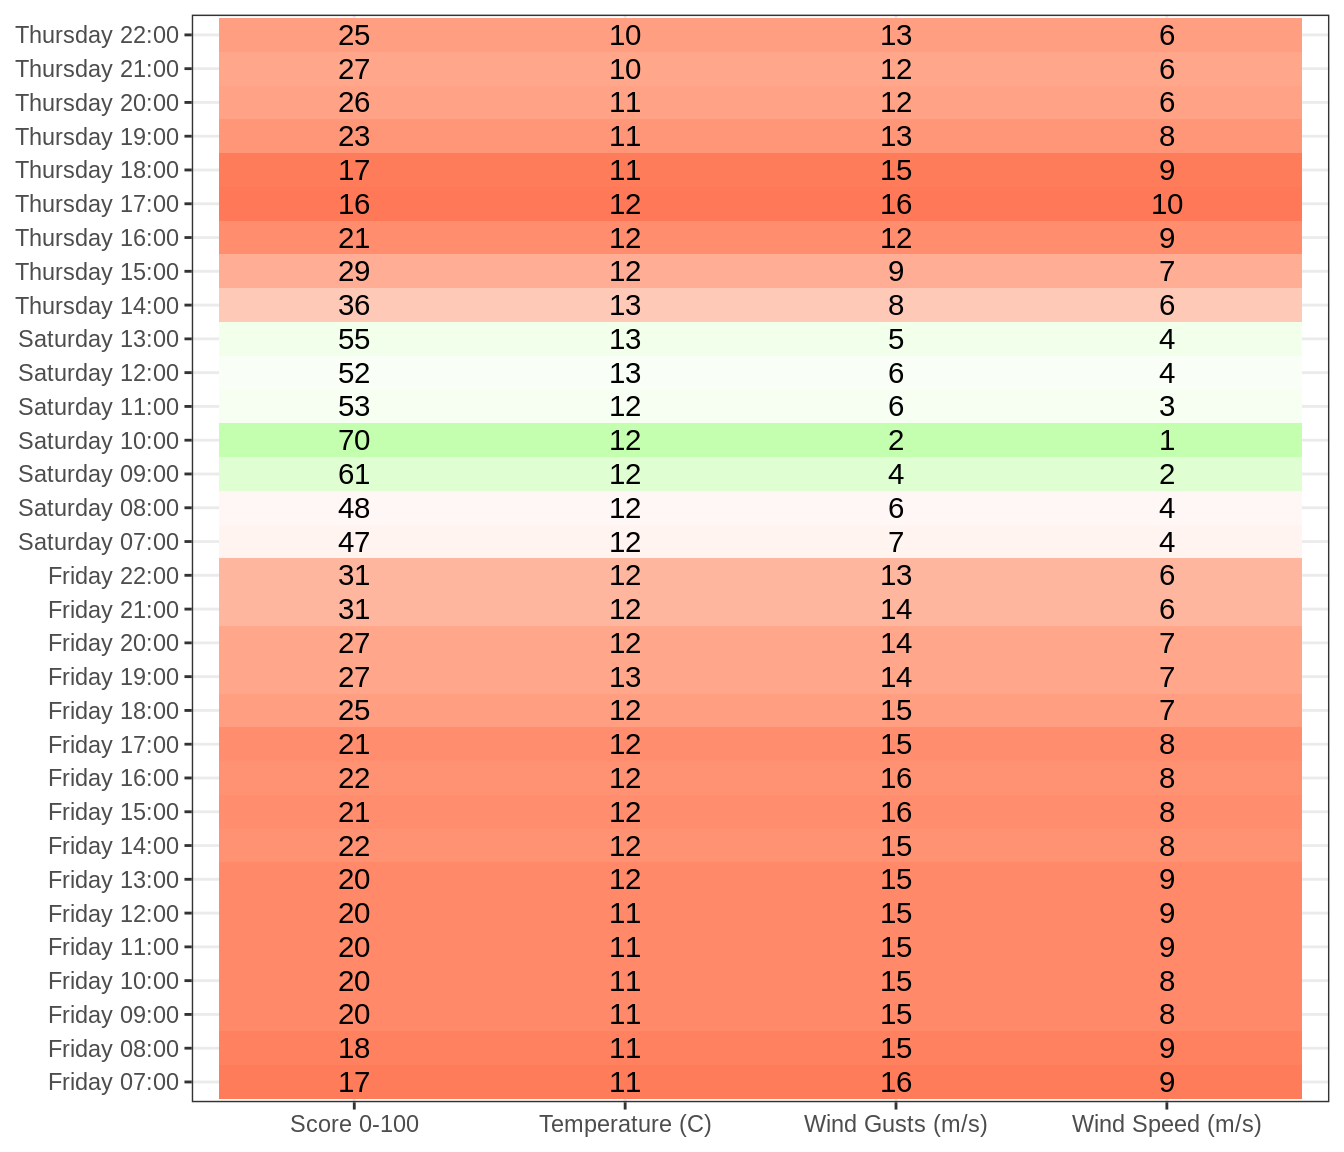 Thursday 22:00 25 10 13 6
Thursday 21:00 27 10 12 6
Thursday 20:00 26 11 12 6
Thursday 19:00 23 11 13 8
Thursday 18:00 17 11 15 9
Thursday 17:00 16 12 16 10
Thursday 16:00 21 12 12 9
Thursday 15:00 29 12 9 7
Thursday 14:00 36 13 8 6
Saturday 13:00 55 13 5 4
Saturday 12:00 52 13 6 4
Saturday 11:00 53 12 6 3
Saturday 10:00 70 12 2 1
Saturday 09:00 61 12 4 2
Saturday 08:00 48 12 6 4
Saturday 07:00 47 12 7 4
Friday 22:00 31 12 13 6
Friday 21:00 31 12 14 6
Friday 20:00 27 12 14 7
Friday 19:00 27 13 14 7
Friday 18:00 25 12 15 7
Friday 17:00 21 12 15 8
Friday 16:00 22 12 16 8
Friday 15:00 21 12 16 8
Friday 14:00 22 12 15 8
Friday 13:00 20 12 15 9
Friday 12:00 20 11 15 9
Friday 11:00 20 11 15 9
Friday 10:00 20 11 15 8
Friday 09:00 20 11 15 8
Friday 08:00 18 11 15 9
Friday 07:00 17 11 16 9
Score 0-100 Temperature (C) Wind Gusts (m/s) Wind Speed (m/s)